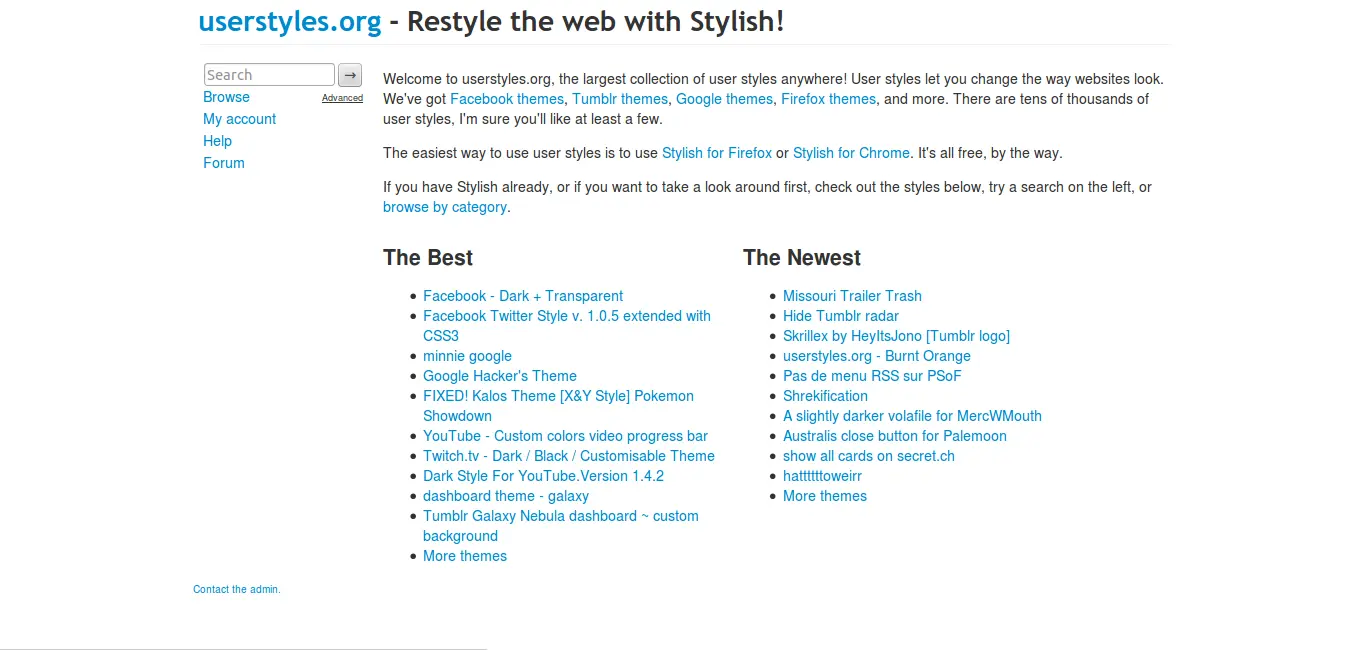 userstyles.org - Restyle the web with Stylish!
Search →
Browse
Advanced
My account
Help
Forum
Welcome to userstyles.org, the largest collection of user styles anywhere! User styles let you change the way websites look.
We've got Facebook themes, Tumblr themes, Google themes, Firefox themes, and more. There are tens of thousands of
user styles, I'm sure you'll like at least a few.
The easiest way to use user styles is to use Stylish for Firefox or Stylish for Chrome. It's all free, by the way.
If you have Stylish already, or if you want to take a look around first, check out the styles below, try a search on the left, or
browse by category.
The Best
Facebook - Dark + Transparent
Facebook Twitter Style v. 1.0.5 extended with
CSS3
minnie google
Google Hacker's Theme
FIXED! Kalos Theme [X&Y Style] Pokemon
Showdown
YouTube - Custom colors video progress bar
Twitch.tv - Dark / Black / Customisable Theme
Dark Style For YouTube.Version 1.4.2
dashboard theme - galaxy
Tumblr Galaxy Nebula dashboard ~ custom
background
More themes
The Newest
Missouri Trailer Trash
Hide Tumblr radar
Skrillex by HeyItsJono [Tumblr logo]
userstyles.org - Burnt Orange
Pas de menu RSS sur PSoF
Shrekification
A slightly darker volafile for MercWMouth
Australis close button for Palemoon
show all cards on secret.ch
hattttttoweirr
More themes
Contact the admin.